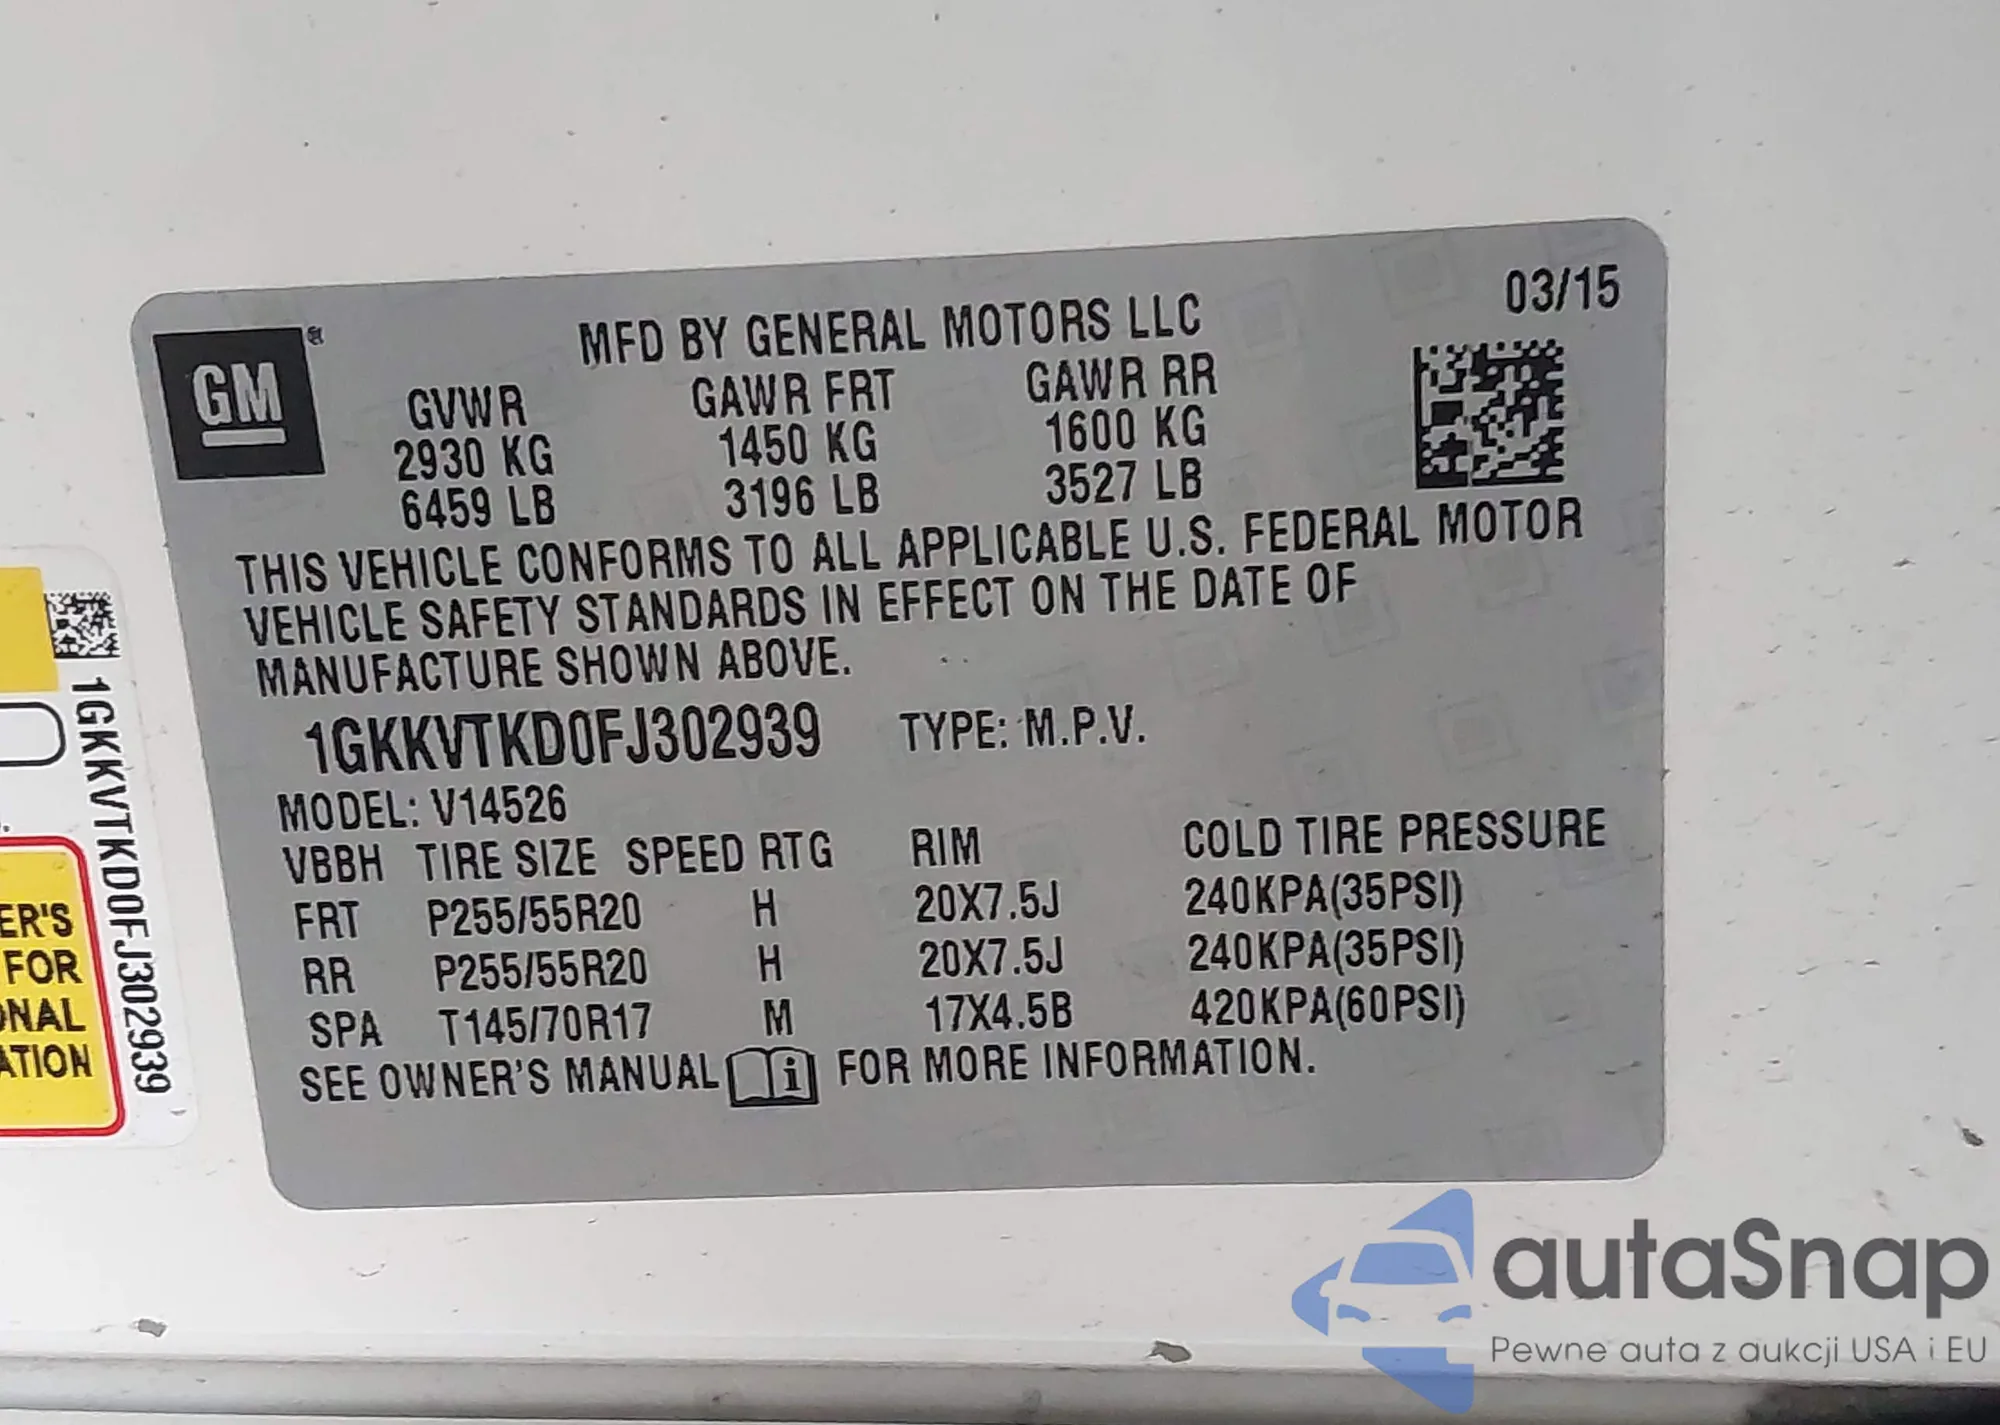 03/15
GM
MFD BY GENERAL MOTORS LLC
GVWR GAWR FRT GAWR RR
2930 KG 1450 KG 1600 KG
6459 LB 3196 LB 3527 LB
THIS VEHICLE CONFORMS TO ALL APPLICABLE U.S. FEDERAL MOTOR
VEHICLE SAFETY STANDARDS IN EFFECT ON THE DATE OF
MANUFACTURE SHOWN ABOVE.
1GKKVTKD0FJ302939 TYPE: M.P.V.
MODEL: V14526
VBBH TIRE SIZE SPEED RTG RIM COLD TIRE PRESSURE
FRT P255/55R20 H 20X7.5J 240KPA(35PSI)
RR P255/55R20 H 20X7.5J 240KPA(35PSI)
SPA T145/70R17 M 17X4.5B 420KPA(60PSI)
SEE OWNER'S MANUAL i FOR MORE INFORMATION.
1GKKVTKD0FJ302939
ER'S
FOR
ONAL
ATION
autaSnap
Pewne auta z aukcji USA i EU